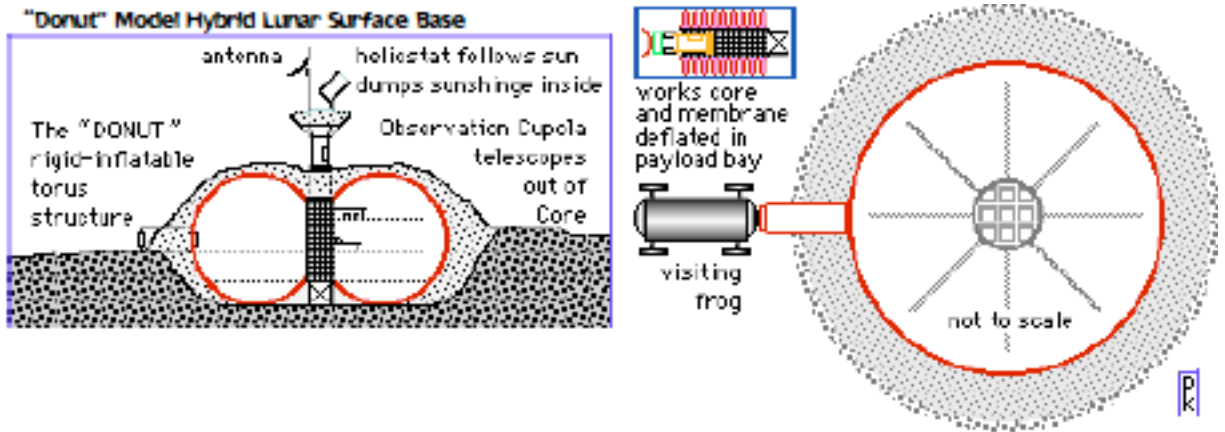 "Donut" Model Hybrid Lunar Surface Base
antenna
heliostat follows sun
dumps sunshinge inside
The "DONUT"
rigid-inflatable
torus
structure
Observation Cupola
telescopes
out of
Core
works core
and membrane
deflated in
payload bay
visiting
frog
not to scale
P
k